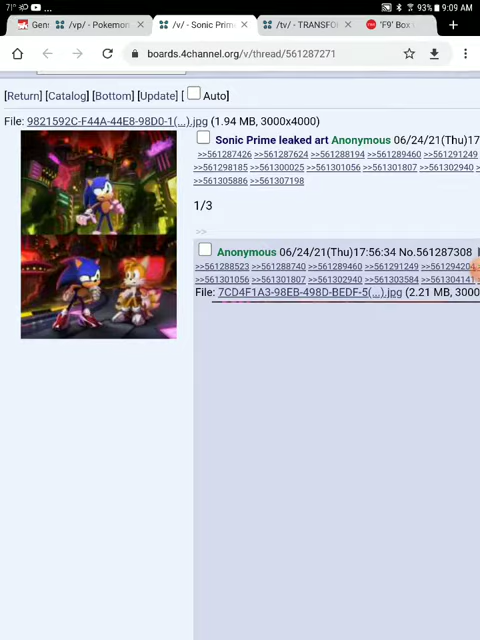 7° 93% 9:09 AM
Gen: /vp/ - Pokemon × /v/ - Sonic Prime × /tv/ - TRANSFO × 'F9' Box
boards.4channel.org/v/thread/561287271
[Return] [Catalog] [Bottom] [Update] [ Auto]
File: 9821592C-F44A-44E8-98D0-1(...).jpg (1.94 MB, 3000x4000)
Sonic Prime leaked art Anonymous 06/24/21(Thu)17
>>561287426 >>561287624 >>561288194 >>561289460 >>561291249
>>561298185 >>561300025 >>561301056 >>561301807 >>561302940
>>561305886 >>561307198
1/3
>>
Anonymous 06/24/21(Thu)17:56:34 No.561287308
>>561288523 >>561288740 >>561289460 >>561291249 >>561294204
>>561301056 >>561301807 >>561302940 >>561303584 >>561304141
File: 7CD4F1A3-98EB-498D-BEDF-5(...).jpg (2.21 MB, 3000